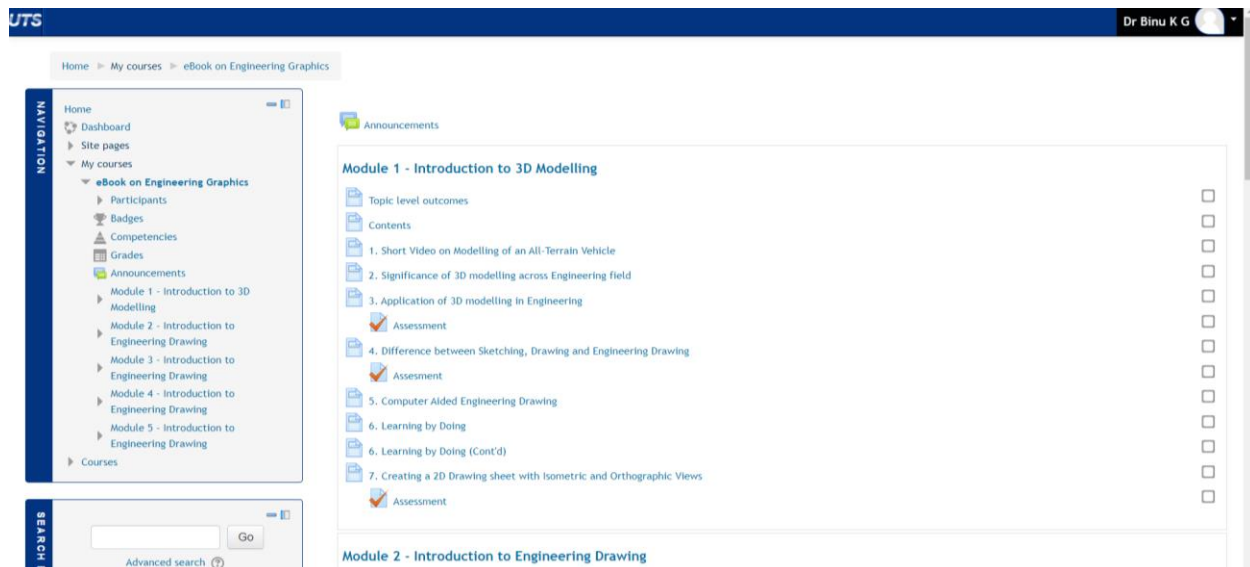 UTS
Dr Binu K G
Home ▶ My courses ▶ eBook on Engineering Graphics
NAVIGATION
Home
Dashboard
Site pages
My courses
eBook on Engineering Graphics
Participants
Badges
Competencies
Grades
Announcements
Module 1 - Introduction to 3D
Modelling
Module 2 - Introduction to
Engineering Drawing
Module 3 - Introduction to
Engineering Drawing
Module 4 - Introduction to
Engineering Drawing
Module 5 - Introduction to
Engineering Drawing
Courses
SEARCH
Go
Advanced search
Announcements
Module 1 - Introduction to 3D Modelling
Topic level outcomes
Contents
1. Short Video on Modelling of an All-Terrain Vehicle
2. Significance of 3D modelling across Engineering field
3. Application of 3D modelling in Engineering
Assessment
4. Difference between Sketching, Drawing and Engineering Drawing
Assesment
5. Computer Aided Engineering Drawing
6. Learning by Doing
6. Learning by Doing (Cont'd)
7. Creating a 2D Drawing sheet with Isometric and Orthographic Views
Assessment
Module 2 - Introduction to Engineering Drawing